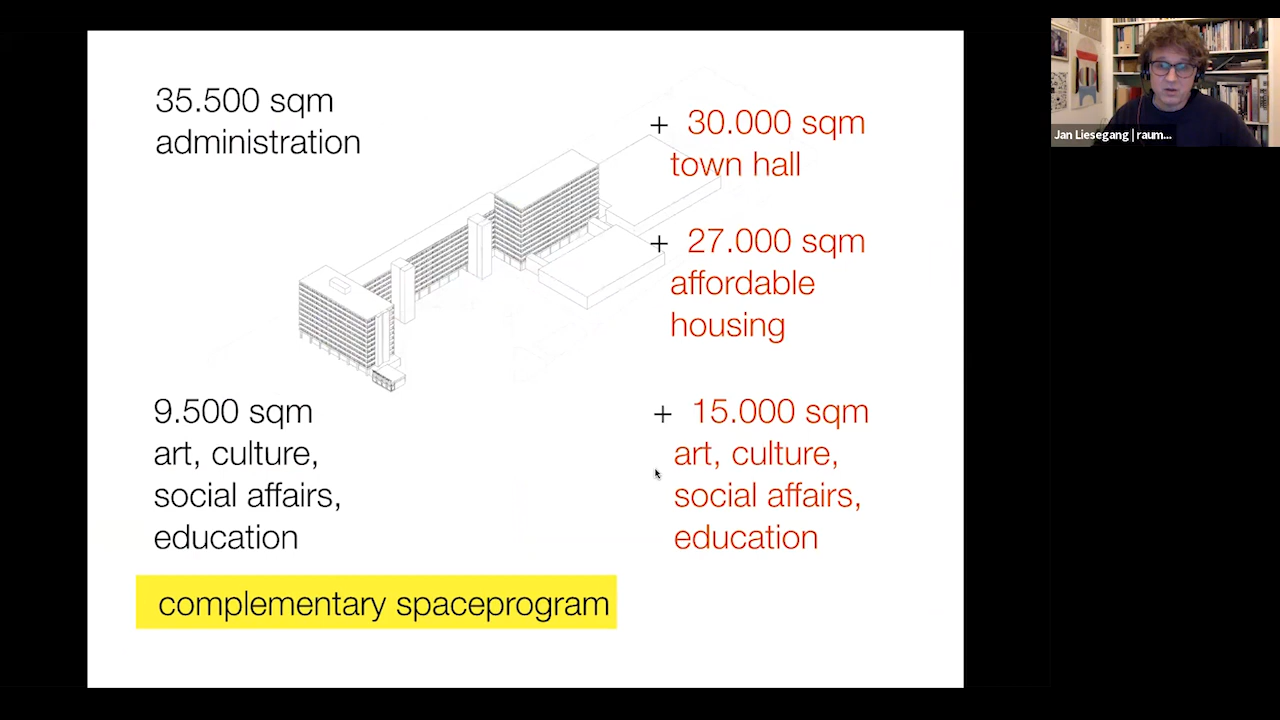 35.500 sqm
administration
+ 30.000 sqm
town hall
+ 27.000 sqm
affordable
housing
9.500 sqm
art, culture,
social affairs,
education
+ 15.000 sqm
art, culture,
social affairs,
education
complementary spaceprogram
Jan Liesegang | raum...